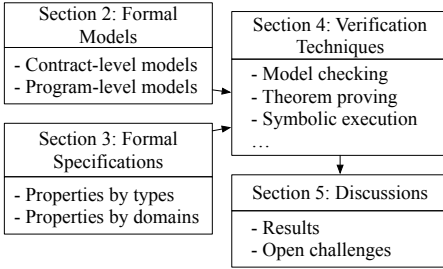 Section 2: Formal
Models
- Contract-level models
- Program-level models
Section 3: Formal
Specifications
- Properties by types
- Properties by domains
Section 4: Verification
Techniques
- Model checking
- Theorem proving
- Symbolic execution
…
Section 5: Discussions
- Results
- Open challenges